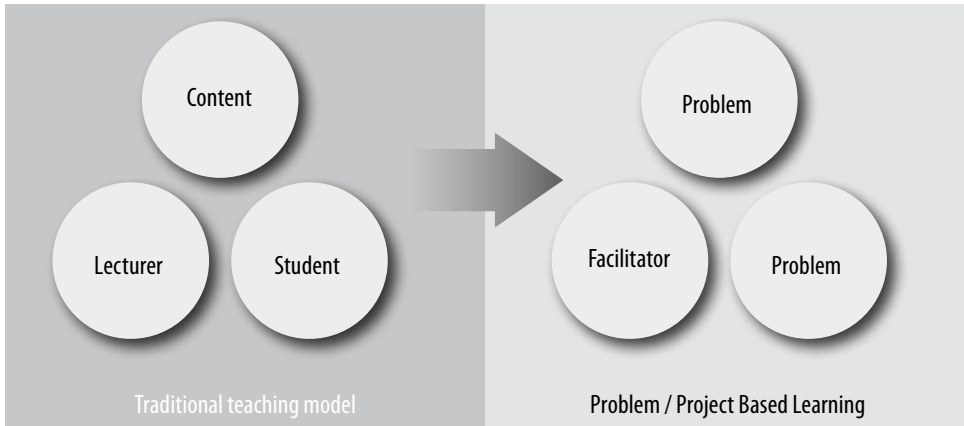 Content
Lecturer
Student
Traditional teaching model
Problem
Facilitator
Problem
Problem / Project Based Learning